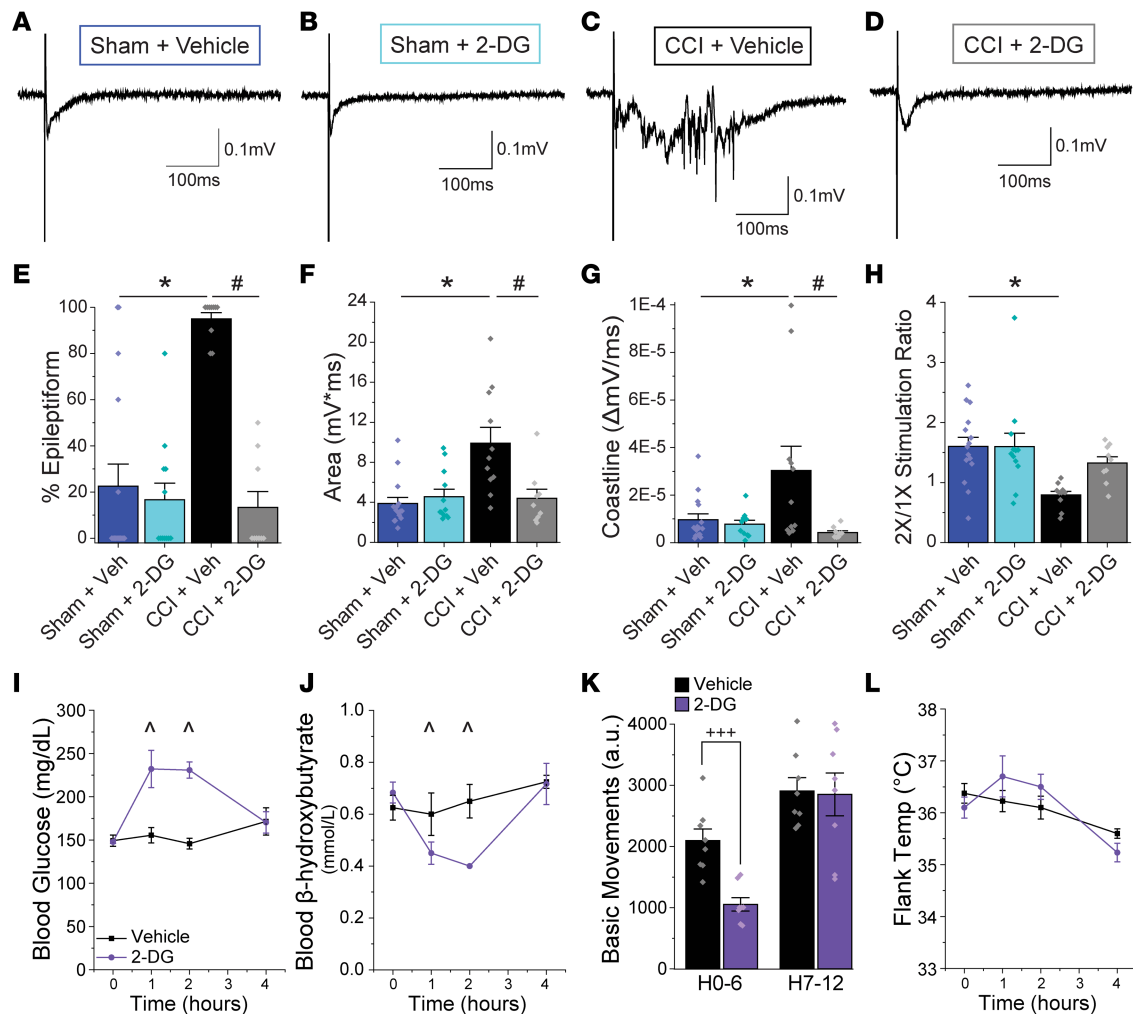 A
Sham + Vehicle
0.1mV
100ms
B
Sham + 2-DG
0.1mV
100ms
C
CCI + Vehicle
0.1mV
100ms
D
CCI + 2-DG
0.1mV
100ms
E
* #
% Epileptiform
100
80
60
40
20
0
Sham + Veh
Sham + 2-DG
CCI + Veh
CCI + 2-DG
F
* #
Area (mV*ms)
24
20
16
12
8
4
0
Sham + Veh
Sham + 2-DG
CCI + Veh
CCI + 2-DG
G
* #
Coastline (ΔmV/ms)
1E-4
8E-5
6E-5
4E-5
2E-5
0
Sham + Veh
Sham + 2-DG
CCI + Veh
CCI + 2-DG
H
*
2X/1X Stimulation Ratio
4
3
2
1
0
Sham + Veh
Sham + 2-DG
CCI + Veh
CCI + 2-DG
I
Blood Glucose (mg/dL)
300
250
200
150
100
50
0
^ ^
Vehicle
2-DG
0 1 2 3 4
Time (hours)
J
Blood β-hydroxybutyrate
(mmol/L)
1.0
0.8
0.6
0.4
0.2
0.0
^ ^
0 1 2 3 4
Time (hours)
K
Vehicle
2-DG
Basic Movements (a.u.)
4000
3000
2000
1000
0
+++
H0-6 H7-12
L
Flank Temp (°C)
38
37
36
35
34
33
0 1 2 3 4
Time (hours)